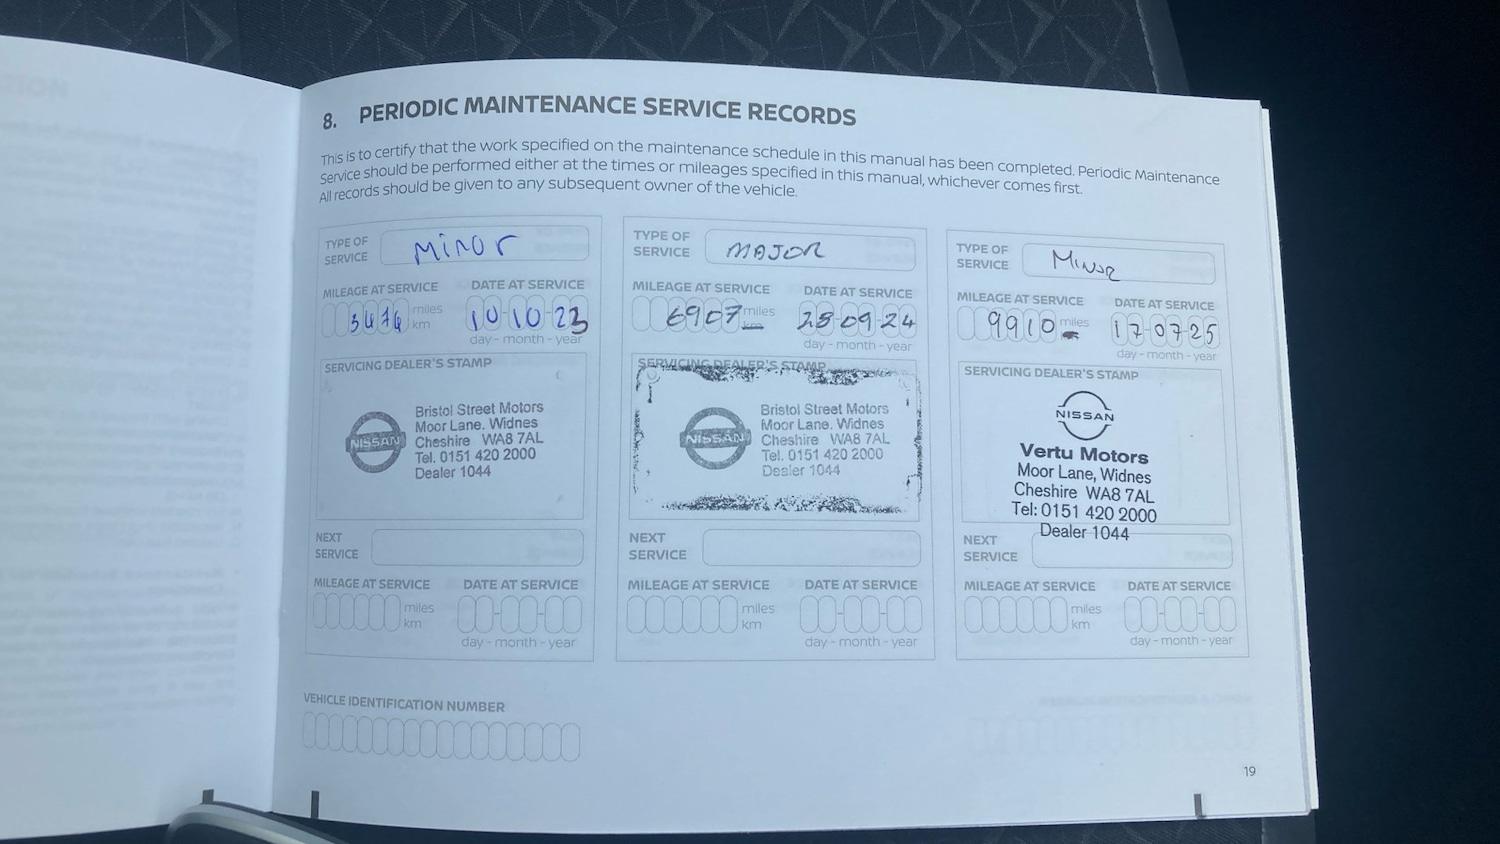 8. PERIODIC MAINTENANCE SERVICE RECORDS
This is to certify that the work specified on the maintenance schedule in this manual has been completed. Periodic Maintenance
Service should be performed either at the times or mileages specified in this manual, whichever comes first.
All records should be given to any subsequent owner of the vehicle.
TYPE OF
SERVICE
Minor
MILEAGE AT SERVICE
DATE AT SERVICE
miles
km
10-10-23
day - month - year
SERVICING DEALER'S STAMP
NISSAN
Bristol Street Motors
Moor Lane. Widnes
Cheshire WA8 7AL
Tel. 0151 420 2000
Dealer 1044
NEXT
SERVICE
MILEAGE AT SERVICE
DATE AT SERVICE
miles
km
day - month - year
TYPE OF
SERVICE
MAJOR
MILEAGE AT SERVICE
DATE AT SERVICE
6907 miles
-09-24
day - month - year
SERVICING DEALER'S STAMP
NISSAN
Bristol Street Motors
Moor Lane. Widnes
Cheshire WA8 7AL
Tel. 0151 420 2000
Dealer 1044
NEXT
SERVICE
MILEAGE AT SERVICE
DATE AT SERVICE
miles
km
day - month - year
TYPE OF
SERVICE
MINOR
MILEAGE AT SERVICE
DATE AT SERVICE
9910 miles
17-07-25
day - month - year
SERVICING DEALER'S STAMP
NISSAN
Vertu Motors
Moor Lane, Widnes
Cheshire WA8 7AL
Tel: 0151 420 2000
Dealer 1044
NEXT
SERVICE
MILEAGE AT SERVICE
DATE AT SERVICE
miles
km
day - month - year
VEHICLE IDENTIFICATION NUMBER
19